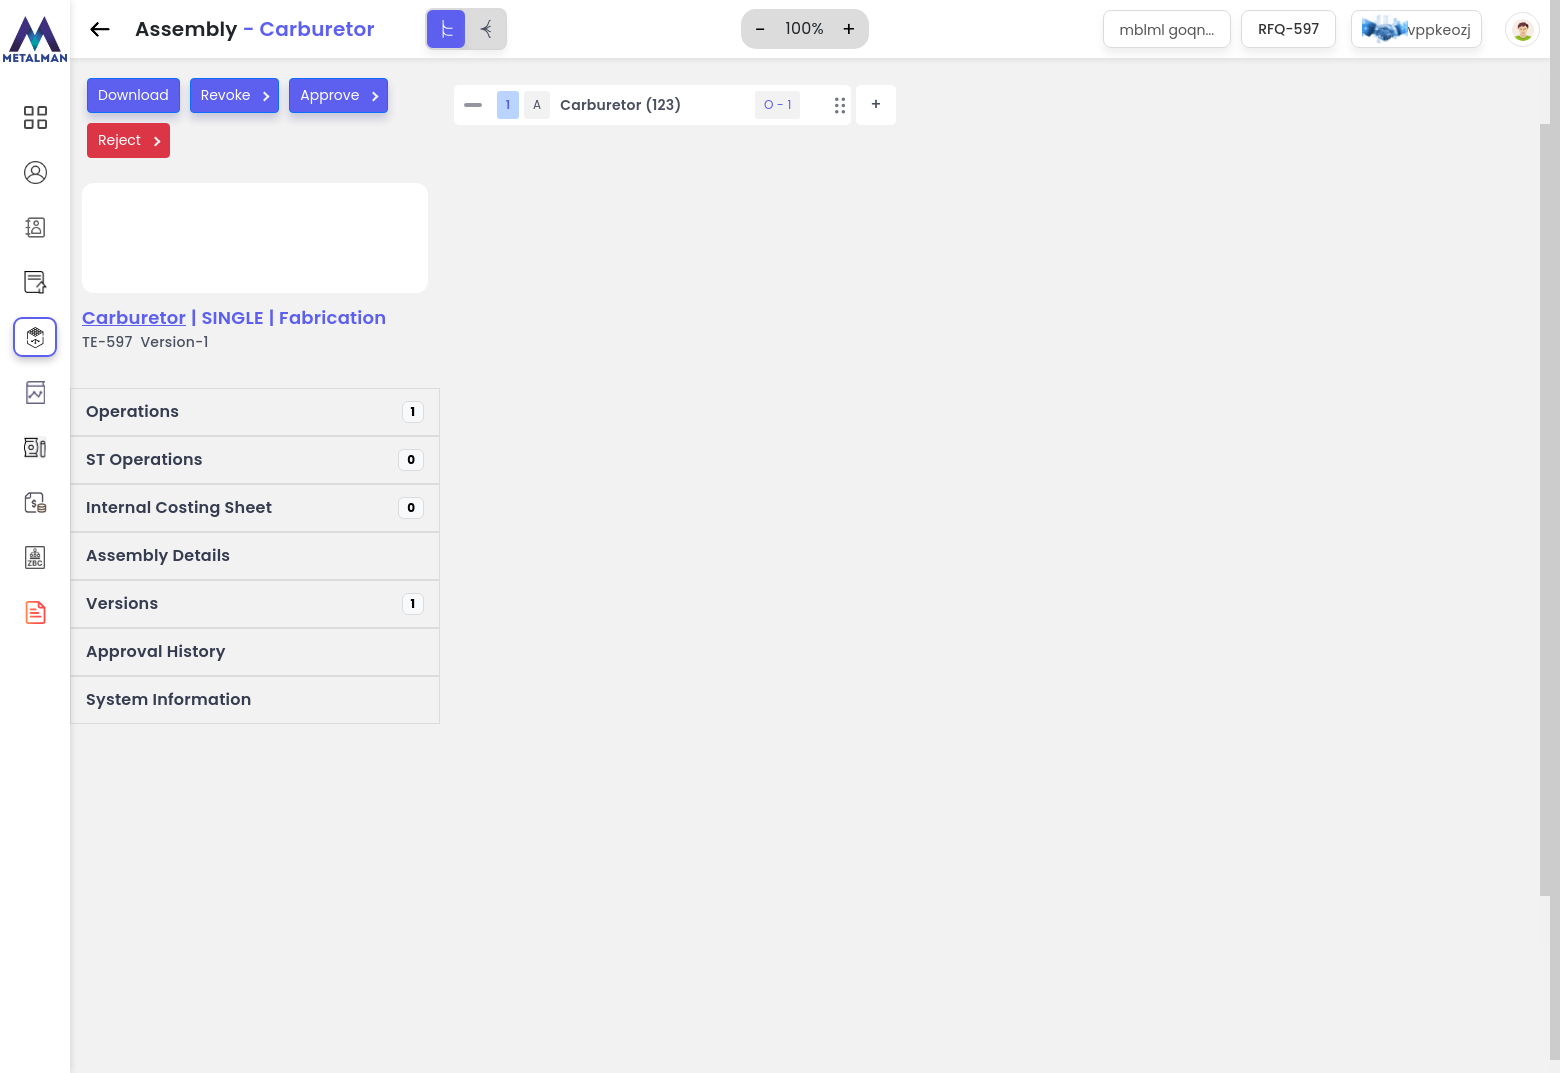 METALMAN
Assembly - Carburetor
- 100% +
mblml goqn...
RFQ-597
vppkeozj
Download
Revoke
Approve
Reject
1 A Carburetor (123) O - 1 +
Carburetor | SINGLE | Fabrication
TE-597 Version-1
Operations 1
ST Operations 0
Internal Costing Sheet 0
Assembly Details
Versions 1
Approval History
System Information
ZBC